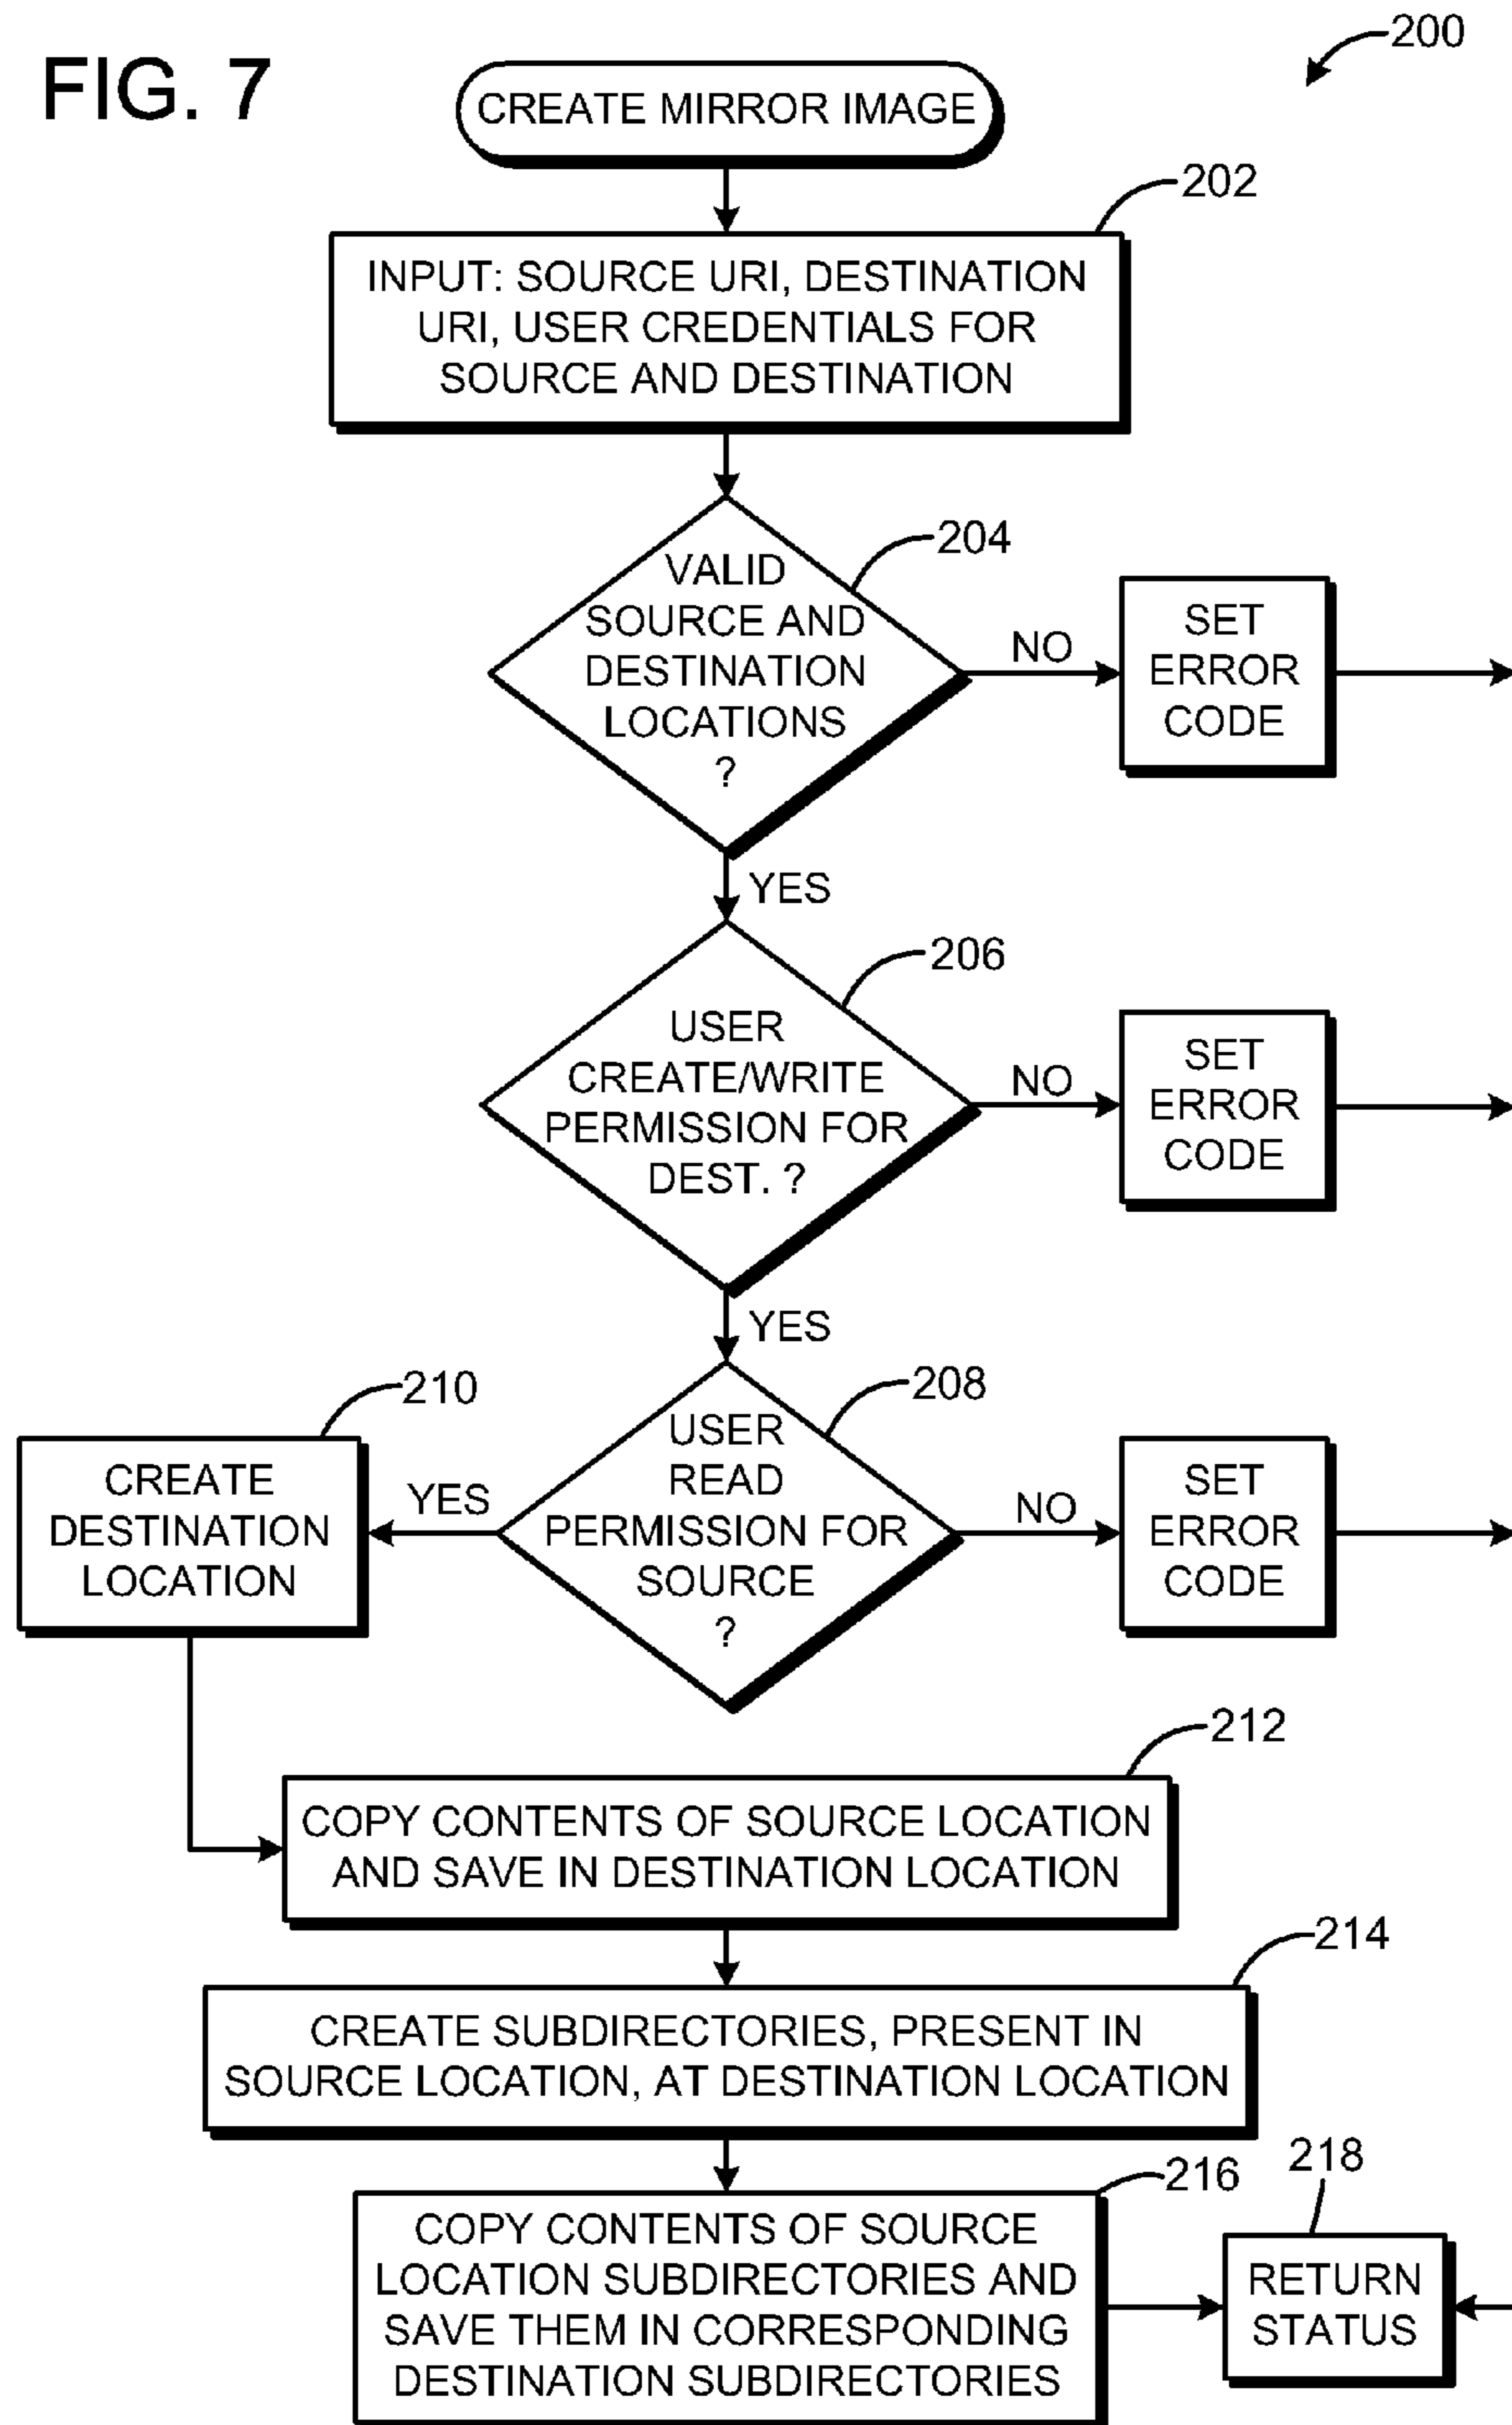 FIG. 7
200
CREATE MIRROR IMAGE
202
INPUT: SOURCE URI, DESTINATION
URI, USER CREDENTIALS FOR
SOURCE AND DESTINATION
204
VALID
SOURCE AND
DESTINATION
LOCATIONS
?
NO
SET
ERROR
CODE
YES
206
USER
CREATE/WRITE
PERMISSION FOR
DEST. ?
NO
SET
ERROR
CODE
YES
208
USER
READ
PERMISSION FOR
SOURCE
?
NO
SET
ERROR
CODE
YES
210
CREATE
DESTINATION
LOCATION
212
COPY CONTENTS OF SOURCE LOCATION
AND SAVE IN DESTINATION LOCATION
214
CREATE SUBDIRECTORIES, PRESENT IN
SOURCE LOCATION, AT DESTINATION LOCATION
216
COPY CONTENTS OF SOURCE
LOCATION SUBDIRECTORIES AND
SAVE THEM IN CORRESPONDING
DESTINATION SUBDIRECTORIES
218
RETURN
STATUS